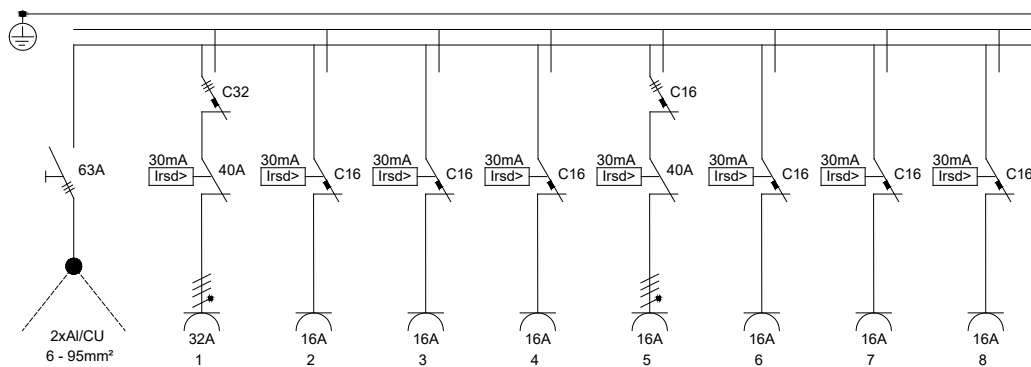 C32
C16
63A
30mA
Irsd>
40A
30mA
Irsd>
C16
30mA
Irsd>
C16
30mA
Irsd>
C16
30mA
Irsd>
40A
30mA
Irsd>
C16
30mA
Irsd>
C16
30mA
Irsd>
C16
2xAl/CU
6 - 95mm²
32A
1
16A
2
16A
3
16A
4
16A
5
16A
6
16A
7
16A
8